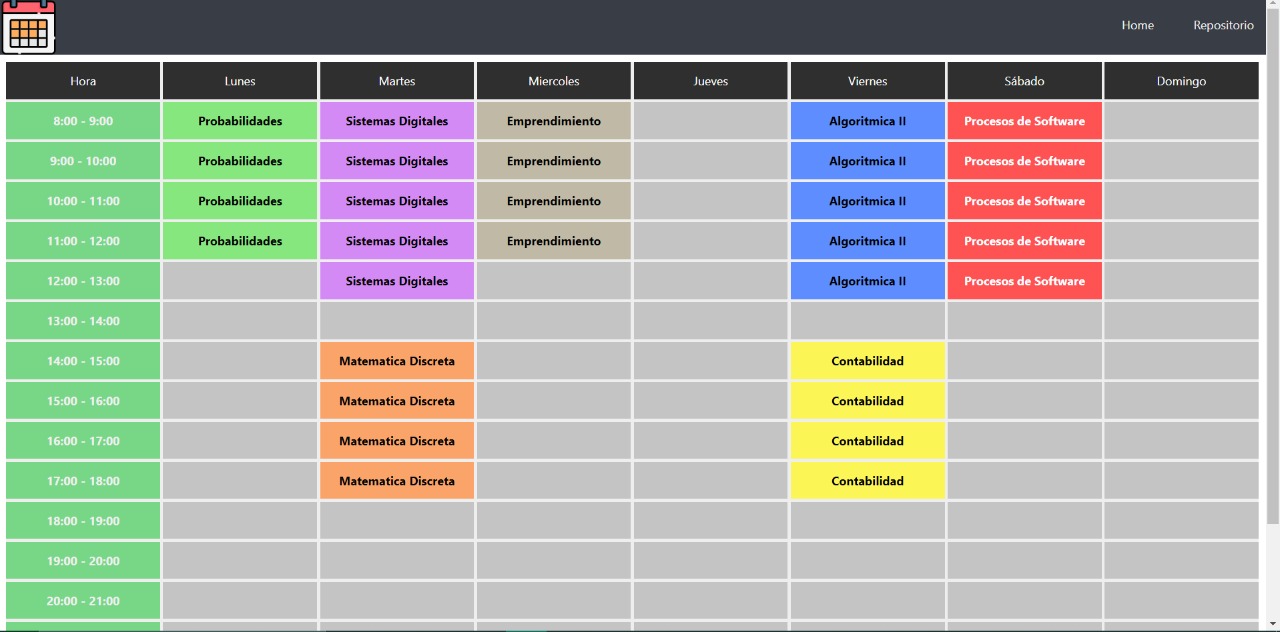 Home Repositorio
Hora Lunes Martes Miercoles Jueves Viernes Sábado Domingo
8:00 - 9:00 Probabilidades Sistemas Digitales Emprendimiento Algoritmica II Procesos de Software
9:00 - 10:00 Probabilidades Sistemas Digitales Emprendimiento Algoritmica II Procesos de Software
10:00 - 11:00 Probabilidades Sistemas Digitales Emprendimiento Algoritmica II Procesos de Software
11:00 - 12:00 Probabilidades Sistemas Digitales Emprendimiento Algoritmica II Procesos de Software
12:00 - 13:00 Sistemas Digitales Algoritmica II Procesos de Software
13:00 - 14:00
14:00 - 15:00 Matematica Discreta Contabilidad
15:00 - 16:00 Matematica Discreta Contabilidad
16:00 - 17:00 Matematica Discreta Contabilidad
17:00 - 18:00 Matematica Discreta Contabilidad
18:00 - 19:00
19:00 - 20:00
20:00 - 21:00